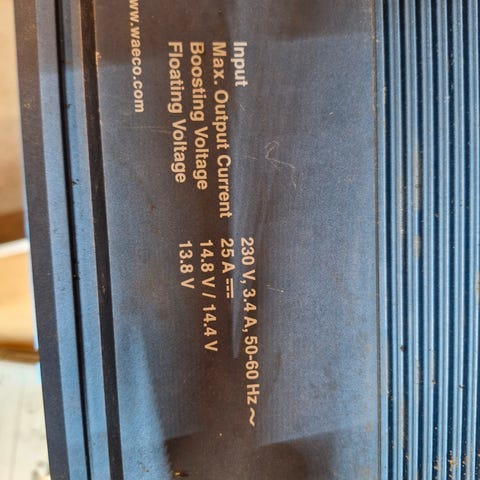 Input 230 V, 3.4 A, 50-60 Hz ~
Max. Output Current 25 A ⎓
Boosting Voltage 14.8 V / 14.4 V
Floating Voltage 13.8 V
www.waeco.com